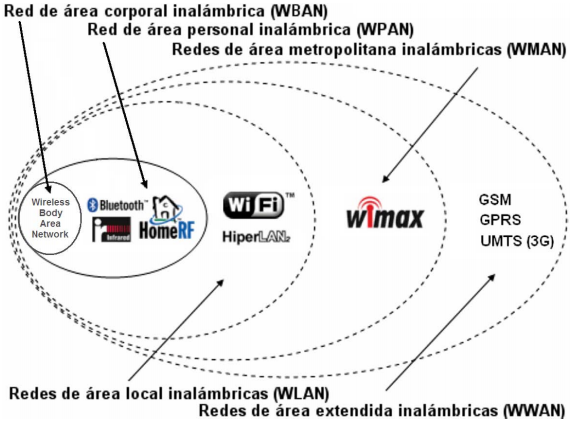 Red de área corporal inalámbrica (WBAN)
Red de área personal inalámbrica (WPAN)
Redes de área metropolitana inalámbricas (WMAN)
Wireless
Body
Area
Network
Bluetooth™
Infrared
HomeRF
WiFi™
HiperLAN2
wimax
GSM
GPRS
UMTS (3G)
Redes de área local inalámbricas (WLAN)
Redes de área extendida inalámbricas (WWAN)